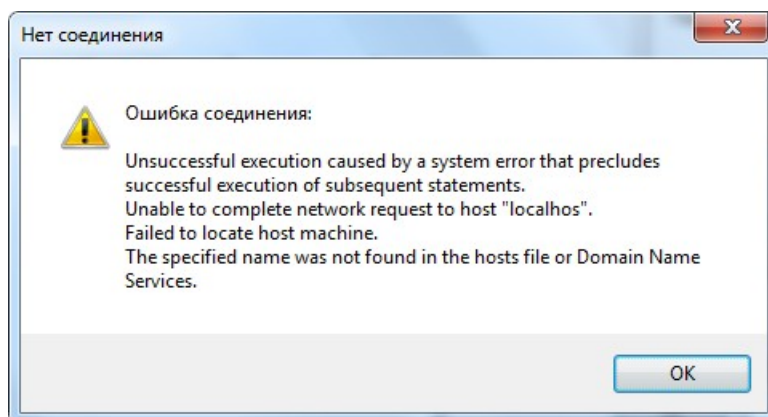 Нет соединения
Ошибка соединения:
Unsuccessful execution caused by a system error that precludes
successful execution of subsequent statements.
Unable to complete network request to host "localhos".
Failed to locate host machine.
The specified name was not found in the hosts file or Domain Name
Services.
OK